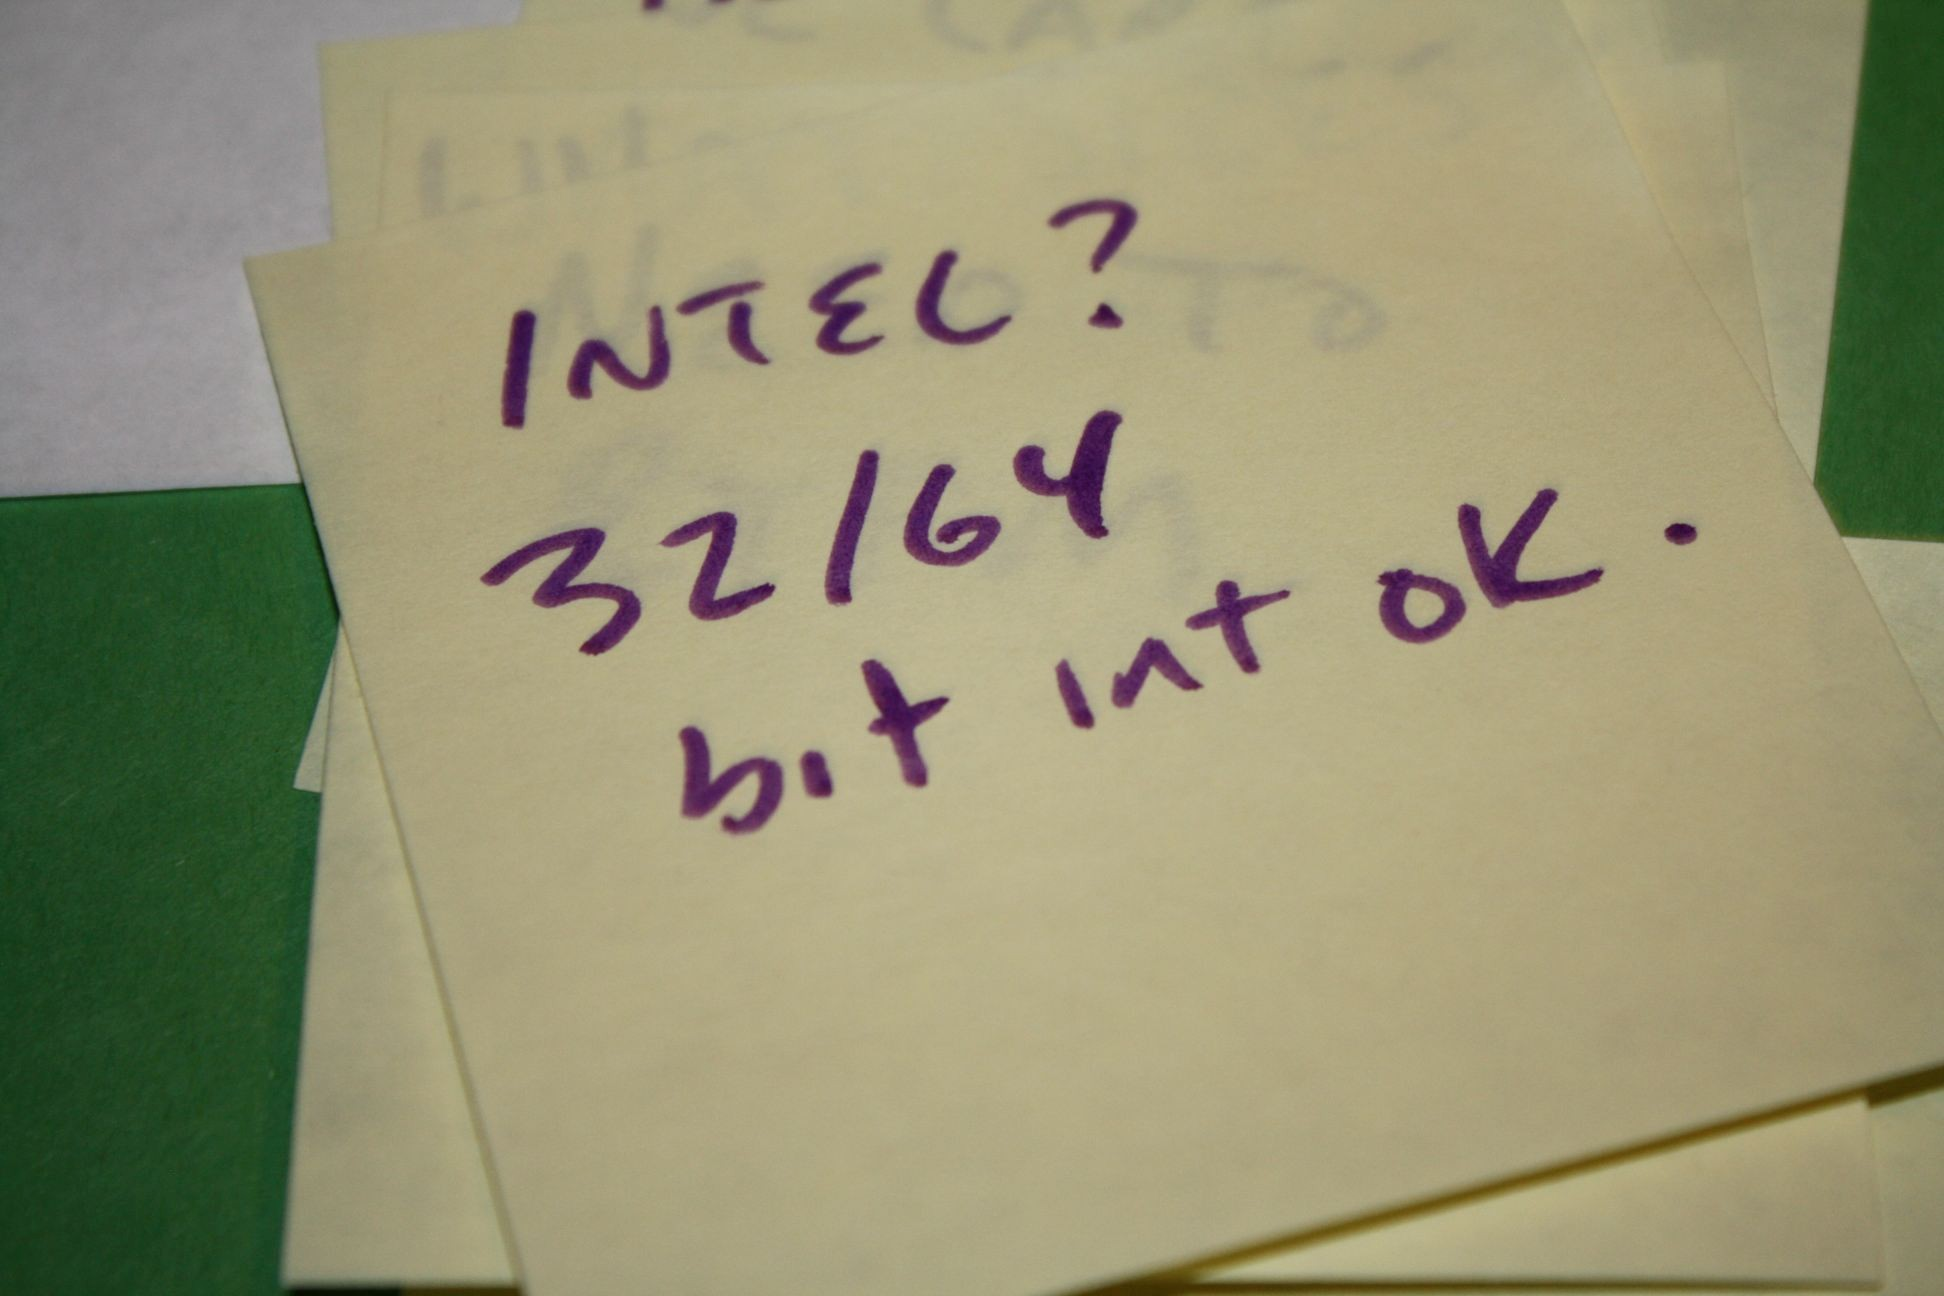 INTEL?
32/64
bit int OK.